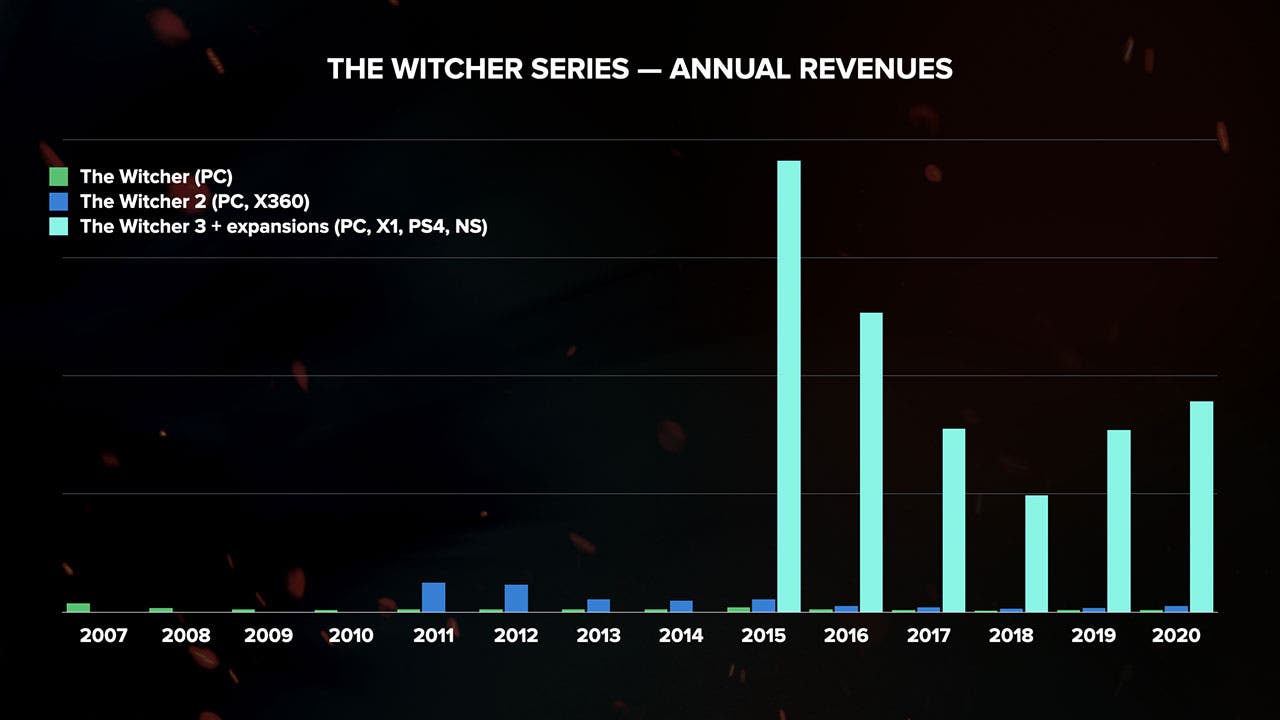 THE WITCHER SERIES — ANNUAL REVENUES
The Witcher (PC)
The Witcher 2 (PC, X360)
The Witcher 3 + expansions (PC, X1, PS4, NS)
2007 2008 2009 2010 2011 2012 2013 2014 2015 2016 2017 2018 2019 2020